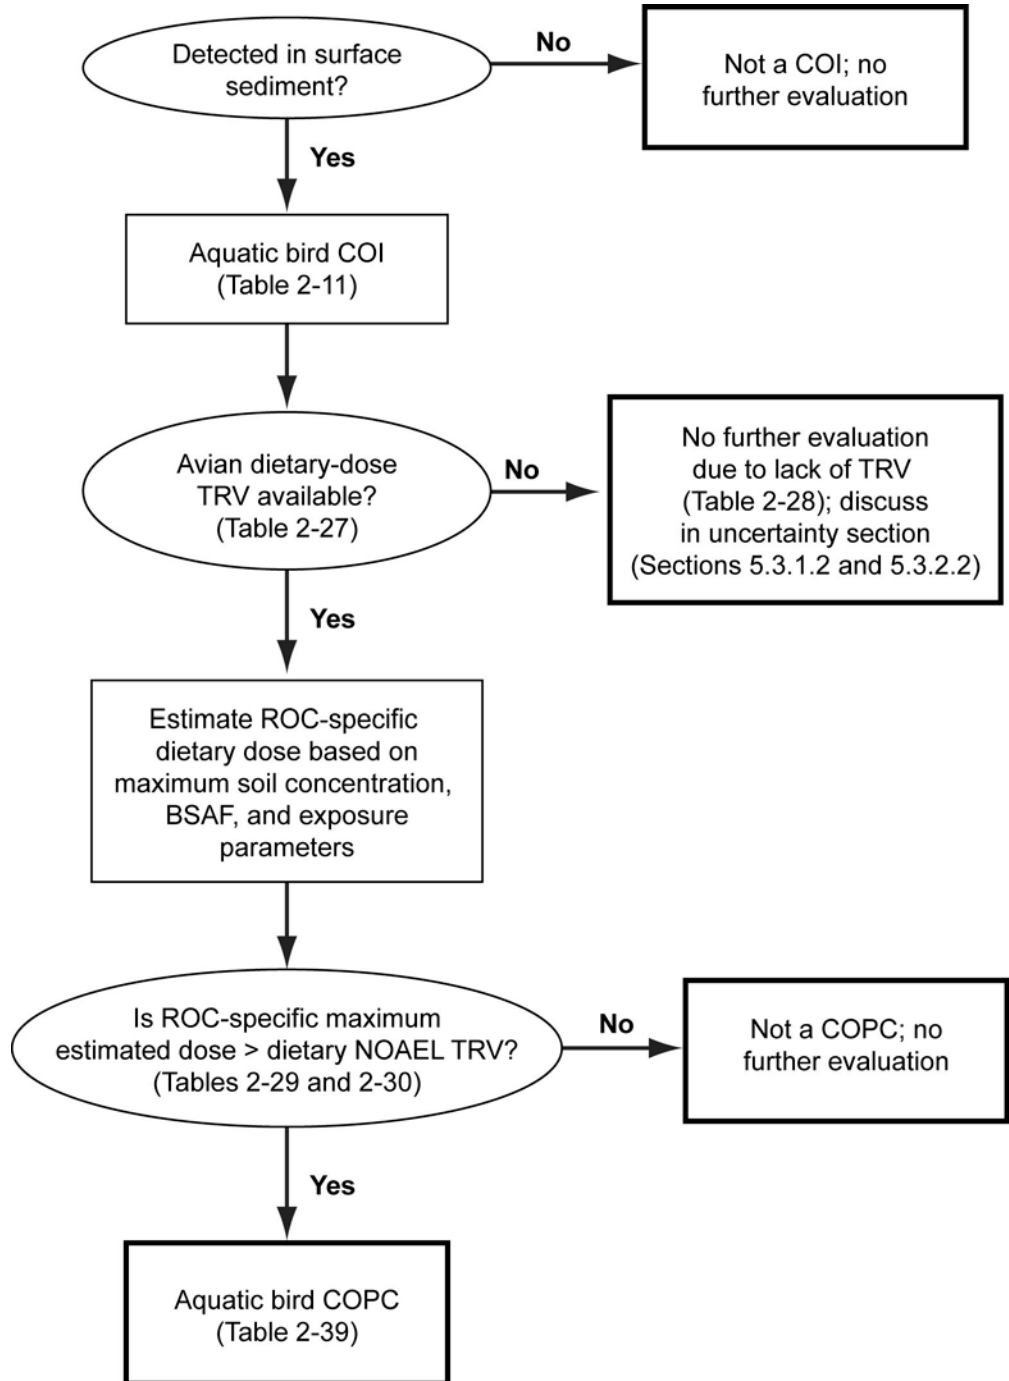 Detected in surface
sediment?
No
Not a COI; no
further evaluation
Yes
Aquatic bird COI
(Table 2-11)
Avian dietary-dose
TRV available?
(Table 2-27)
No
No further evaluation
due to lack of TRV
(Table 2-28); discuss
in uncertainty section
(Sections 5.3.1.2 and 5.3.2.2)
Yes
Estimate ROC-specific
dietary dose based on
maximum soil concentration,
BSAF, and exposure
parameters
Is ROC-specific maximum
estimated dose > dietary NOAEL TRV?
(Tables 2-29 and 2-30)
No
Not a COPC; no
further evaluation
Yes
Aquatic bird COPC
(Table 2-39)